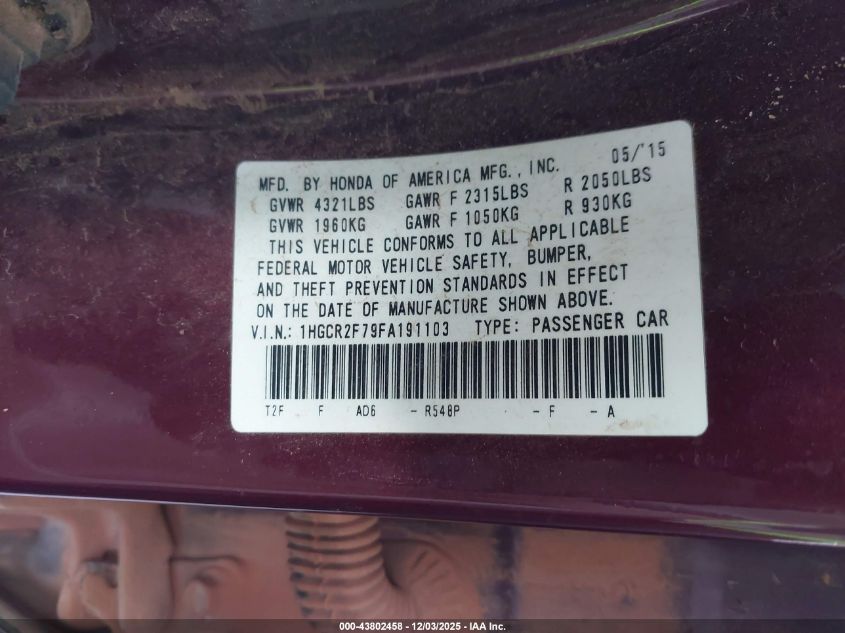 MFD. BY HONDA OF AMERICA MFG., INC. 05/'15
GVWR 4321LBS GAWR F 2315LBS R 2050LBS
GVWR 1960KG GAWR F 1050KG R 930KG
THIS VEHICLE CONFORMS TO ALL APPLICABLE
FEDERAL MOTOR VEHICLE SAFETY, BUMPER,
AND THEFT PREVENTION STANDARDS IN EFFECT
ON THE DATE OF MANUFACTURE SHOWN ABOVE.
V.I.N.: 1HGCR2F79FA191103 TYPE: PASSENGER CAR
T2F F AD6 - R548P - F - A
000-43802458 - 12/03/2025 - IAA Inc.